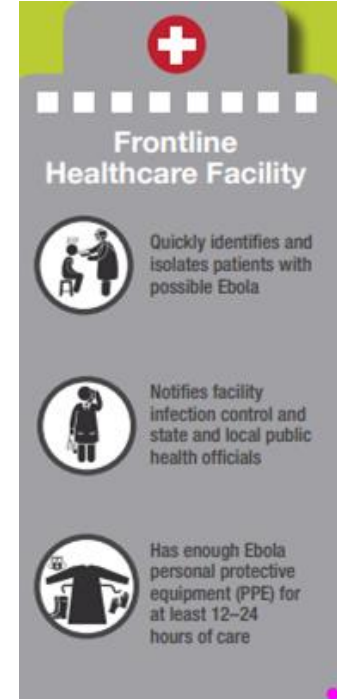 Frontline
Healthcare Facility
Quickly identifies and
isolates patients with
possible Ebola
Notifies facility
infection control and
state and local public
health officials
Has enough Ebola
personal protective
equipment (PPE) for
at least 12–24
hours of care